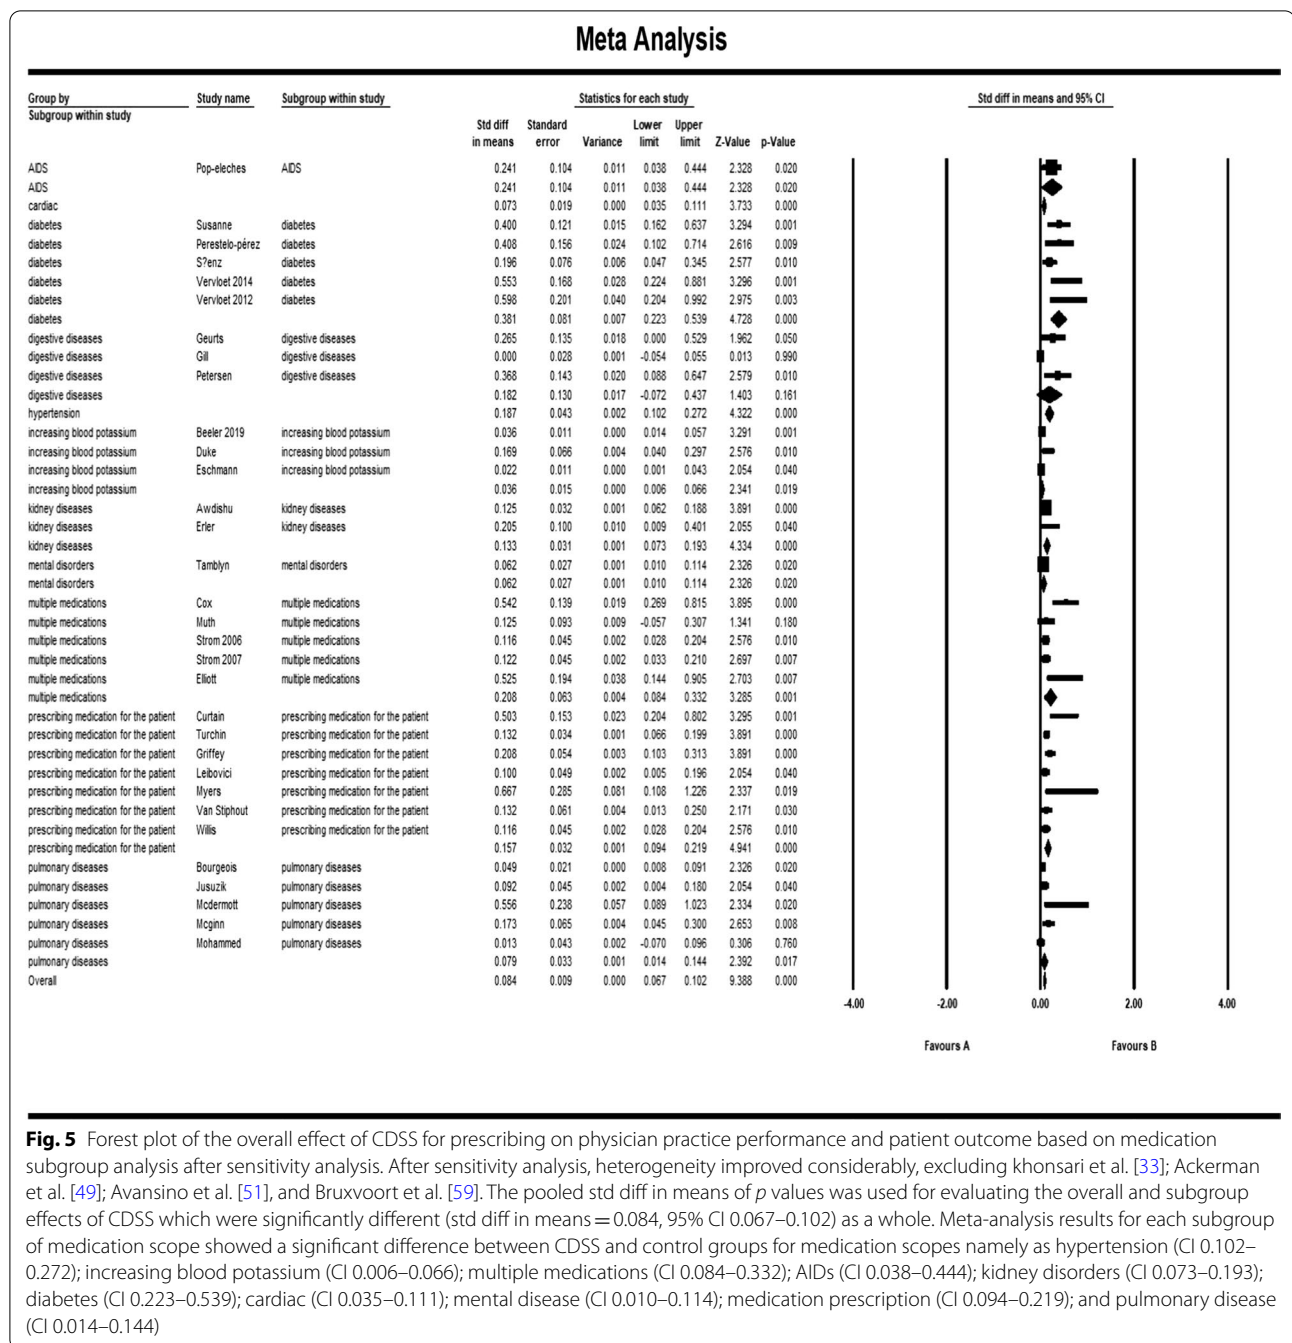 Meta Analysis
Group by Study name Subgroup within study Statistics for each study Std diff in means and 95% CI
Subgroup within study
Std diff Standard Lower Upper
in means error Variance limit limit Z-Value p-Value
AIDS Pop-eleches AIDS 0.241 0.104 0.011 0.038 0.444 2.328 0.020
AIDS 0.241 0.104 0.011 0.038 0.444 2.328 0.020
cardiac 0.073 0.019 0.000 0.035 0.111 3.733 0.000
diabetes Susanne diabetes 0.400 0.121 0.015 0.162 0.637 3.294 0.001
diabetes Perestelo-pérez diabetes 0.408 0.156 0.024 0.102 0.714 2.616 0.009
diabetes S?enz diabetes 0.196 0.076 0.006 0.047 0.345 2.577 0.010
diabetes Vervloet 2014 diabetes 0.553 0.168 0.028 0.224 0.881 3.296 0.001
diabetes Vervloet 2012 diabetes 0.598 0.201 0.040 0.204 0.992 2.975 0.003
diabetes 0.381 0.081 0.007 0.223 0.539 4.728 0.000
digestive diseases Geurts digestive diseases 0.265 0.135 0.018 0.000 0.529 1.962 0.050
digestive diseases Gill digestive diseases 0.000 0.028 0.001 -0.054 0.055 0.013 0.990
digestive diseases Petersen digestive diseases 0.368 0.143 0.020 0.088 0.647 2.579 0.010
digestive diseases 0.182 0.130 0.017 -0.072 0.437 1.403 0.161
hypertension 0.187 0.043 0.002 0.102 0.272 4.322 0.000
increasing blood potassium Beeler 2019 increasing blood potassium 0.036 0.011 0.000 0.014 0.057 3.291 0.001
increasing blood potassium Duke increasing blood potassium 0.169 0.066 0.004 0.040 0.297 2.576 0.010
increasing blood potassium Eschmann increasing blood potassium 0.022 0.011 0.000 0.001 0.043 2.054 0.040
increasing blood potassium 0.036 0.015 0.000 0.006 0.066 2.341 0.019
kidney diseases Awdishu kidney diseases 0.125 0.032 0.001 0.062 0.188 3.891 0.000
kidney diseases Erler kidney diseases 0.205 0.100 0.010 0.009 0.401 2.055 0.040
kidney diseases 0.133 0.031 0.001 0.073 0.193 4.334 0.000
mental disorders Tamblyn mental disorders 0.062 0.027 0.001 0.010 0.114 2.326 0.020
mental disorders 0.062 0.027 0.001 0.010 0.114 2.326 0.020
multiple medications Cox multiple medications 0.542 0.139 0.019 0.269 0.815 3.895 0.000
multiple medications Muth multiple medications 0.125 0.093 0.009 -0.057 0.307 1.341 0.180
multiple medications Strom 2006 multiple medications 0.116 0.045 0.002 0.028 0.204 2.576 0.010
multiple medications Strom 2007 multiple medications 0.122 0.045 0.002 0.033 0.210 2.697 0.007
multiple medications Elliott multiple medications 0.525 0.194 0.038 0.144 0.905 2.703 0.007
multiple medications 0.208 0.063 0.004 0.084 0.332 3.285 0.001
prescribing medication for the patient Curtain prescribing medication for the patient 0.503 0.153 0.023 0.204 0.802 3.295 0.001
prescribing medication for the patient Turchin prescribing medication for the patient 0.132 0.034 0.001 0.066 0.199 3.891 0.000
prescribing medication for the patient Griffey prescribing medication for the patient 0.208 0.054 0.003 0.103 0.313 3.891 0.000
prescribing medication for the patient Leibovici prescribing medication for the patient 0.100 0.049 0.002 0.005 0.196 2.054 0.040
prescribing medication for the patient Myers prescribing medication for the patient 0.667 0.285 0.081 0.108 1.226 2.337 0.019
prescribing medication for the patient Van Stiphout prescribing medication for the patient 0.132 0.061 0.004 0.013 0.250 2.171 0.030
prescribing medication for the patient Willis prescribing medication for the patient 0.116 0.045 0.002 0.028 0.204 2.576 0.010
prescribing medication for the patient 0.157 0.032 0.001 0.094 0.219 4.941 0.000
pulmonary diseases Bourgeois pulmonary diseases 0.049 0.021 0.000 0.008 0.091 2.326 0.020
pulmonary diseases Jusuzik pulmonary diseases 0.092 0.045 0.002 0.004 0.180 2.054 0.040
pulmonary diseases Mcdermott pulmonary diseases 0.556 0.238 0.057 0.089 1.023 2.334 0.020
pulmonary diseases Mcginn pulmonary diseases 0.173 0.065 0.004 0.045 0.300 2.653 0.008
pulmonary diseases Mohammed pulmonary diseases 0.013 0.043 0.002 -0.070 0.096 0.306 0.760
pulmonary diseases 0.079 0.033 0.001 0.014 0.144 2.392 0.017
Overall 0.084 0.009 0.000 0.067 0.102 9.388 0.000
-4.00 -2.00 0.00 2.00 4.00
Favours A Favours B
Fig. 5 Forest plot of the overall effect of CDSS for prescribing on physician practice performance and patient outcome based on medication
subgroup analysis after sensitivity analysis. After sensitivity analysis, heterogeneity improved considerably, excluding khonsari et al. [33]; Ackerman
et al. [49]; Avansino et al. [51], and Bruxvoort et al. [59]. The pooled std diff in means of p values was used for evaluating the overall and subgroup
effects of CDSS which were significantly different (std diff in means = 0.084, 95% CI 0.067–0.102) as a whole. Meta-analysis results for each subgroup
of medication scope showed a significant difference between CDSS and control groups for medication scopes namely as hypertension (CI 0.102–
0.272); increasing blood potassium (CI 0.006–0.066); multiple medications (CI 0.084–0.332); AIDs (CI 0.038–0.444); kidney disorders (CI 0.073–0.193);
diabetes (CI 0.223–0.539); cardiac (CI 0.035–0.111); mental disease (CI 0.010–0.114); medication prescription (CI 0.094–0.219); and pulmonary disease
(CI 0.014–0.144)